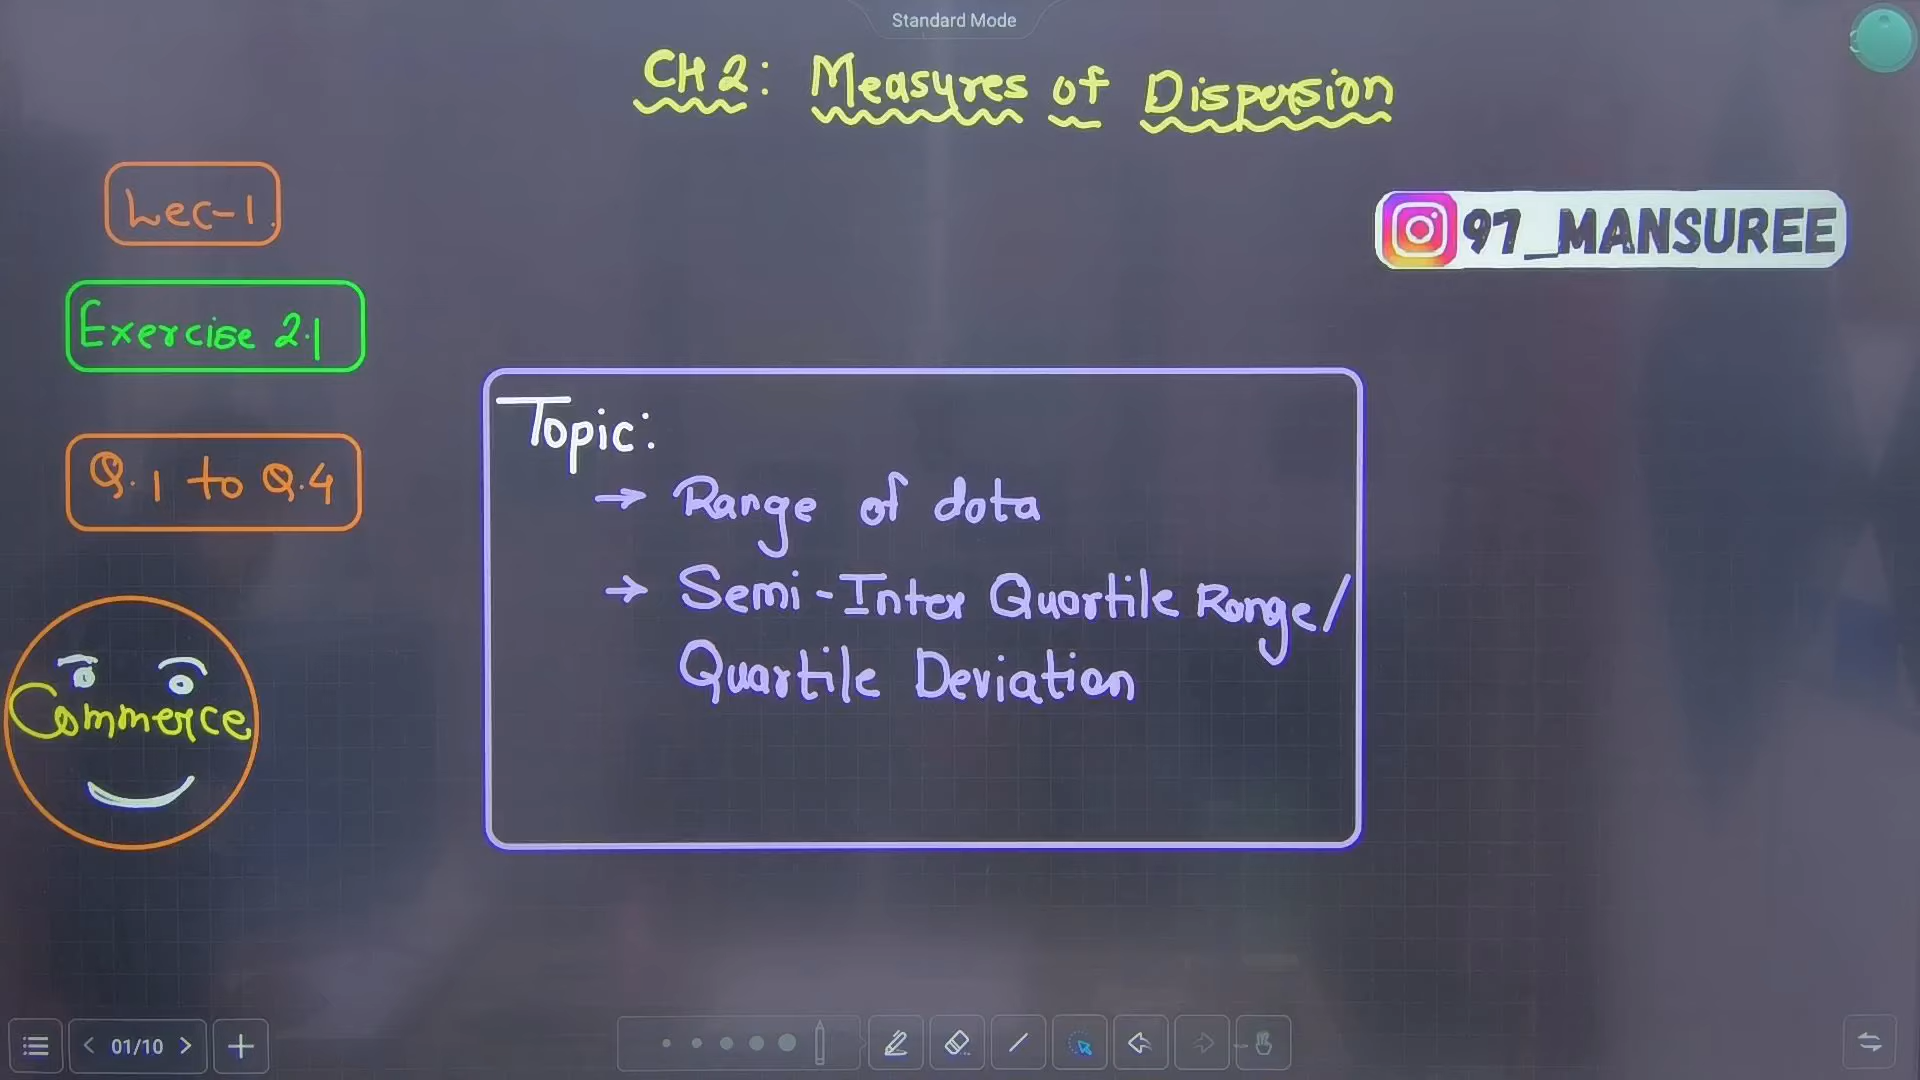 Standard Mode
CH 2: Measures of Dispersion
Lec-1.
97_MANSUREE
Exercise 2.1
Topic:
→ Range of data
Q.1 to Q.4
→ Semi-Inter Quartile Range/
Quartile Deviation
Commerce
01/10